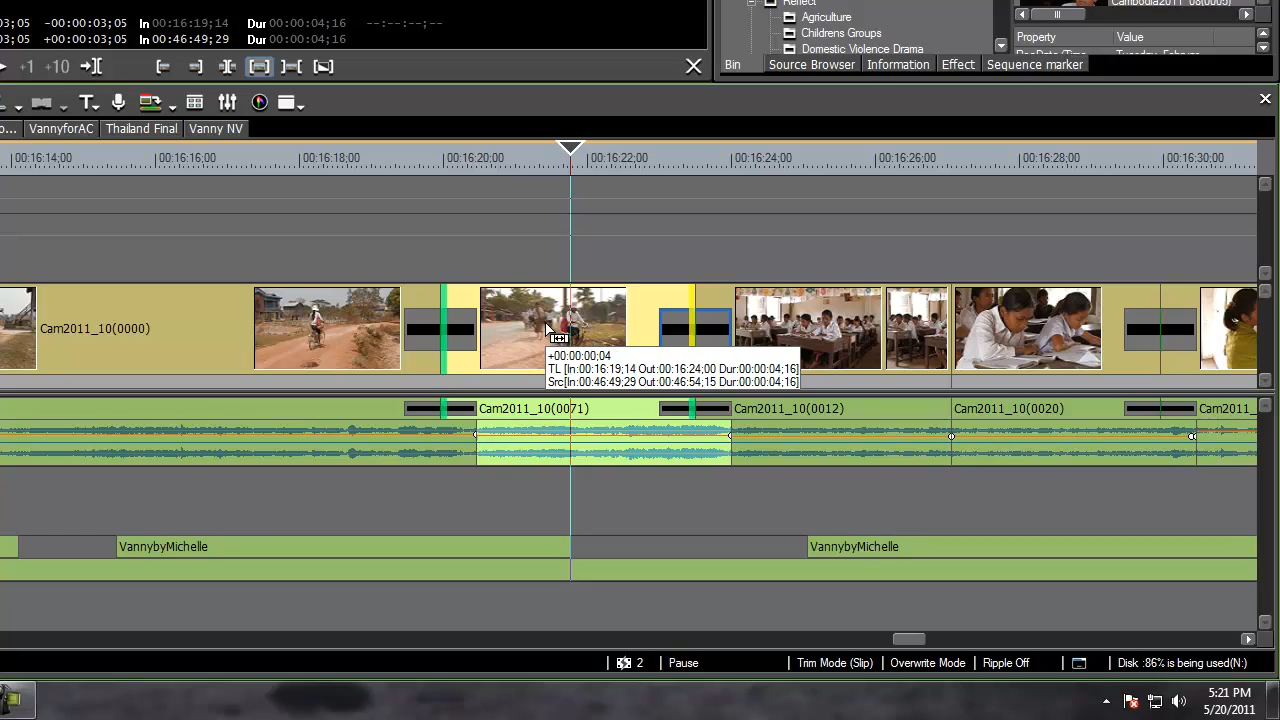 3;05 -00:00:03;05 In 00:16:19;14 Dur 00:00:04;16 --:--:--;--
3;05 +00:00:03;05 In 00:46:49;29 Dur 00:00:04;16
Reflect
Agriculture
Childrens Groups
Domestic Violence Drama
Cambodia2011_08(0005)
Property Value
Bin Source Browser Information Effect Sequence marker
+1 +10
o... VannyforAC Thailand Final Vanny NV
00:16:14;00 00:16:16;00 00:16:18;00 00:16:20;00 00:16:22;00 00:16:24;00 00:16:26;00 00:16:28;00 00:16:30;00
Cam2011_10(0000)
+00:00:00;04
TL [In:00:16:19;14 Out:00:16:24;00 Dur:00:00:04;16]
Src[In:00:46:49;29 Out:00:46:54;15 Dur:00:00:04;16]
Cam2011_10(0071) Cam2011_10(0012) Cam2011_10(0020) Cam2011_
VannybyMichelle VannybyMichelle
2 Pause Trim Mode (Slip) Overwrite Mode Ripple Off Disk :86% is being used(N:)
5:21 PM
5/20/2011